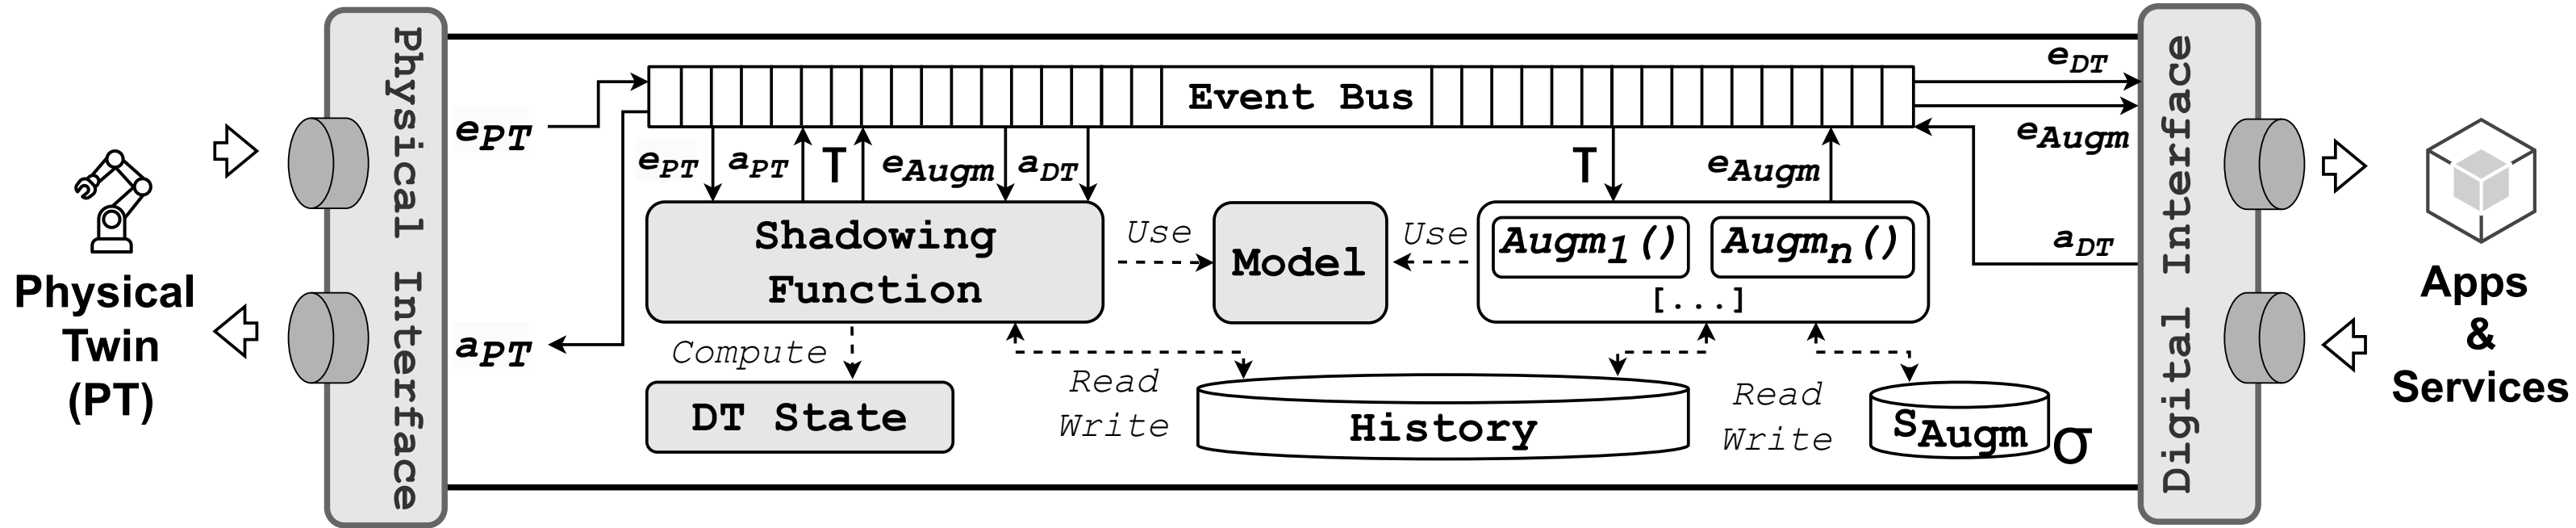 Physical Interface
Physical
Twin
(PT)
e_PT
a_PT
Event Bus
e_PT
a_PT
T
e_Augm
a_DT
T
e_Augm
Shadowing
Function
Use
Model
Use
Augm_1()
Augm_n()
[...]
Compute
DT State
Read
Write
History
Read
Write
S_Augm
σ
e_DT
e_Augm
a_DT
Digital Interface
Apps
&
Services